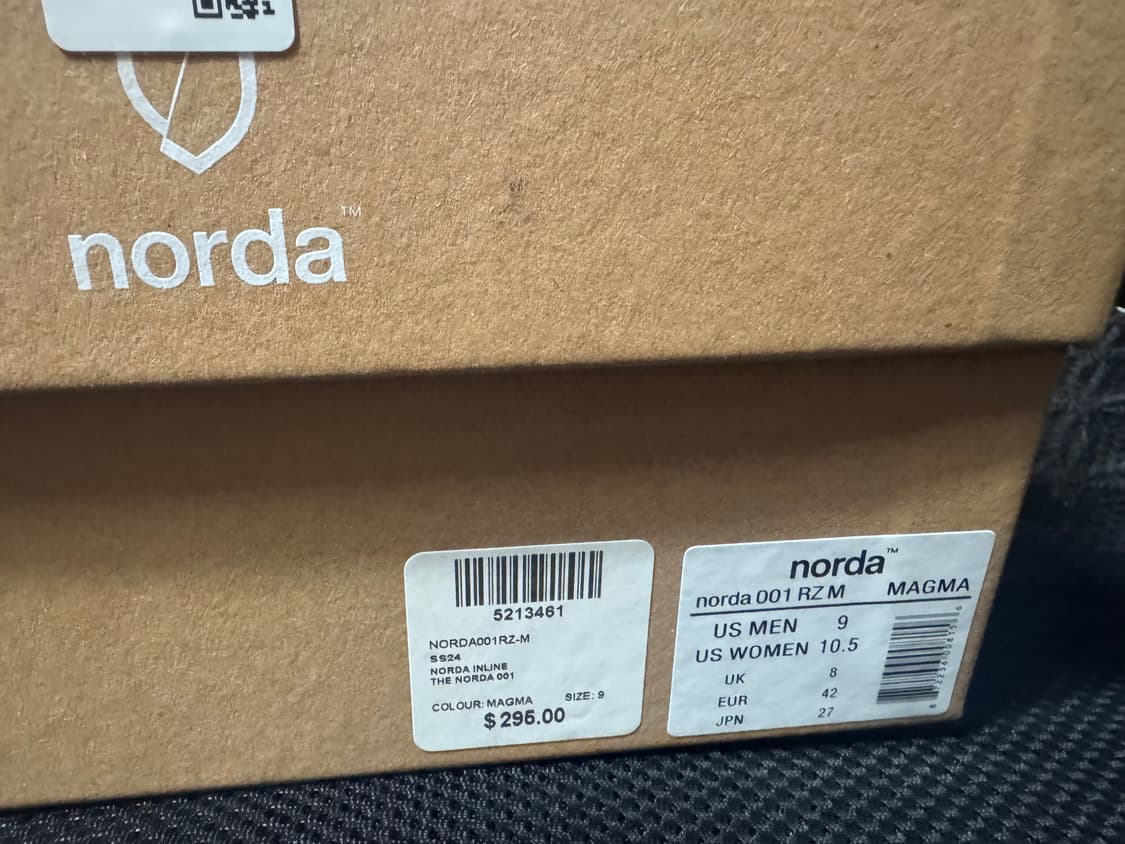 norda™
5213461
NORDA001RZ-M
SS24
NORDA INLINE
THE NORDA 001
COLOUR: MAGMA SIZE: 9
$295.00
norda™
norda 001 RZ M MAGMA
US MEN 9
US WOMEN 10.5
UK 8
EUR 42
JPN 27